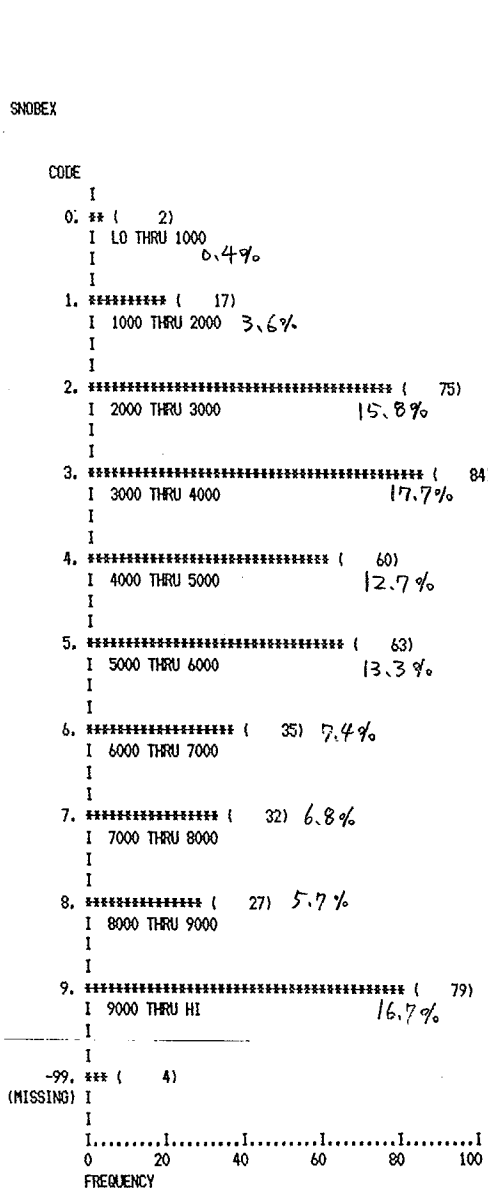 SNOBEX
CODE
I
0. ** ( 2)
I LO THRU 1000
I 0.4%
I
1. ********** ( 17)
I 1000 THRU 2000 3.6%
I
I
2. *************************************** ( 75)
I 2000 THRU 3000 15.8%
I
I
3. ******************************************* ( 84
I 3000 THRU 4000 17.7%
I
I
4. ******************************* ( 60)
I 4000 THRU 5000 12.7%
I
I
5. ********************************* ( 63)
I 5000 THRU 6000 13.3%
I
I
6. ******************* ( 35) 7.4%
I 6000 THRU 7000
I
I
7. ***************** ( 32) 6.8%
I 7000 THRU 8000
I
I
8. *************** ( 27) 5.7%
I 8000 THRU 9000
I
I
9. ***************************************** ( 79)
I 9000 THRU HI 16.7%
I
I
-99. *** ( 4)
(MISSING) I
I
I.........I.........I.........I.........I.........I
0 20 40 60 80 100
FREQUENCY